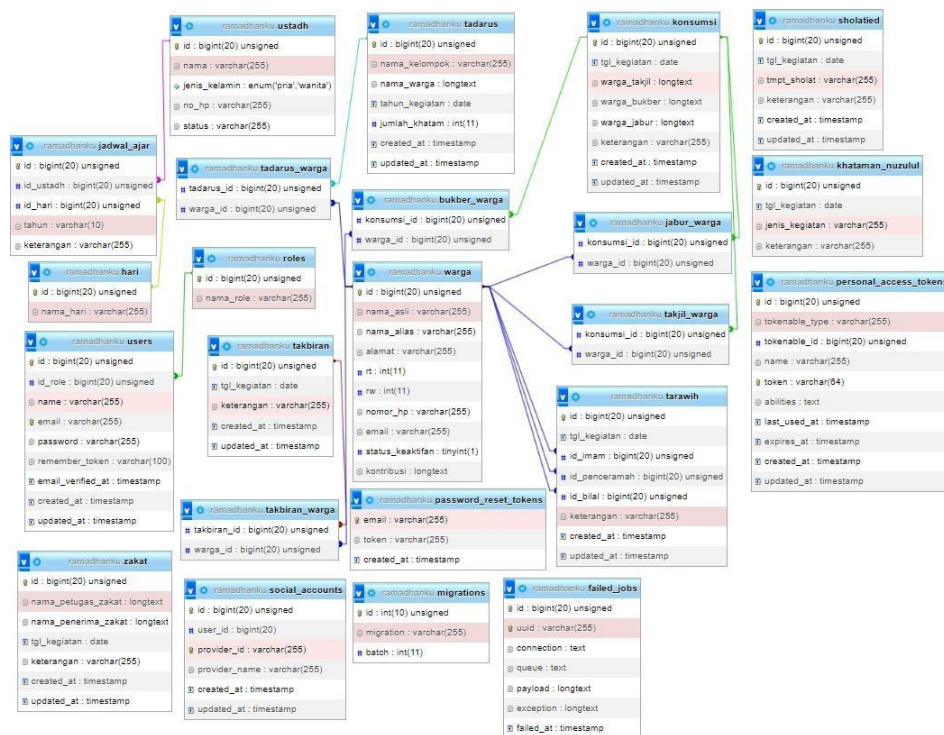 ramadhanku ustadh
id : bigint(20) unsigned
nama : varchar(255)
jenis_kelamin : enum('pria','wanita')
no_hp : varchar(255)
status : varchar(255)
ramadhanku tadarus
id : bigint(20) unsigned
nama_kelompok : varchar(255)
nama_warga : longtext
tahun_kegiatan : date
jumlah_khatam : int(11)
created_at : timestamp
updated_at : timestamp
ramadhanku konsumsi
id : bigint(20) unsigned
tgl_kegiatan : date
warga_takjil : longtext
warga_bukber : longtext
warga_jabur : longtext
keterangan : varchar(255)
created_at : timestamp
updated_at : timestamp
ramadhanku sholatied
id : bigint(20) unsigned
tgl_kegiatan : date
tmpt_sholat : varchar(255)
keterangan : varchar(255)
created_at : timestamp
updated_at : timestamp
ramadhanku jadwal_ajar
id : bigint(20) unsigned
id_ustadh : bigint(20) unsigned
id_hari : bigint(20) unsigned
tahun : varchar(10)
keterangan : varchar(255)
ramadhanku tadarus_warga
tadarus_id : bigint(20) unsigned
warga_id : bigint(20) unsigned
ramadhanku bukber_warga
konsumsi_id : bigint(20) unsigned
warga_id : bigint(20) unsigned
ramadhanku jabur_warga
konsumsi_id : bigint(20) unsigned
warga_id : bigint(20) unsigned
ramadhanku khataman_nuzulul
id : bigint(20) unsigned
tgl_kegiatan : date
jenis_kegiatan : varchar(255)
keterangan : varchar(255)
ramadhanku hari
id : bigint(20) unsigned
nama_hari : varchar(255)
ramadhanku roles
id : bigint(20) unsigned
nama_role : varchar(255)
ramadhanku warga
id : bigint(20) unsigned
nama_asli : varchar(255)
nama_alias : varchar(255)
alamat : varchar(255)
rt : int(11)
rw : int(11)
nomor_hp : varchar(255)
email : varchar(255)
status_keaktifan : tinyint(1)
kontribusi : longtext
ramadhanku takjil_warga
konsumsi_id : bigint(20) unsigned
warga_id : bigint(20) unsigned
ramadhanku personal_access_tokens
id : bigint(20) unsigned
tokenable_type : varchar(255)
tokenable_id : bigint(20) unsigned
name : varchar(255)
token : varchar(64)
abilities : text
last_used_at : timestamp
expires_at : timestamp
created_at : timestamp
updated_at : timestamp
ramadhanku users
id : bigint(20) unsigned
id_role : bigint(20) unsigned
name : varchar(255)
email : varchar(255)
password : varchar(255)
remember_token : varchar(100)
email_verified_at : timestamp
created_at : timestamp
updated_at : timestamp
ramadhanku takbiran
id : bigint(20) unsigned
tgl_kegiatan : date
keterangan : varchar(255)
created_at : timestamp
updated_at : timestamp
ramadhanku tarawih
id : bigint(20) unsigned
tgl_kegiatan : date
id_imam : bigint(20) unsigned
id_penceramah : bigint(20) unsigned
id_bilal : bigint(20) unsigned
keterangan : varchar(255)
created_at : timestamp
updated_at : timestamp
ramadhanku takbiran_warga
takbiran_id : bigint(20) unsigned
warga_id : bigint(20) unsigned
ramadhanku password_reset_tokens
email : varchar(255)
token : varchar(255)
created_at : timestamp
ramadhanku zakat
id : bigint(20) unsigned
nama_petugas_zakat : longtext
nama_penerima_zakat : longtext
tgl_kegiatan : date
keterangan : varchar(255)
created_at : timestamp
updated_at : timestamp
ramadhanku social_accounts
id : bigint(20) unsigned
user_id : bigint(20)
provider_id : varchar(255)
provider_name : varchar(255)
created_at : timestamp
updated_at : timestamp
ramadhanku migrations
id : int(10) unsigned
migration : varchar(255)
batch : int(11)
ramadhanku failed_jobs
id : bigint(20) unsigned
uuid : varchar(255)
connection : text
queue : text
payload : longtext
exception : longtext
failed_at : timestamp